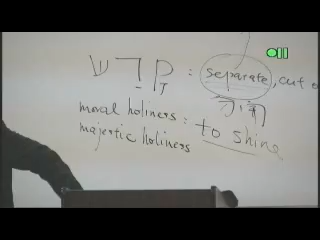 קדש : separate, cut
moral holiness : to shine
majestic holiness